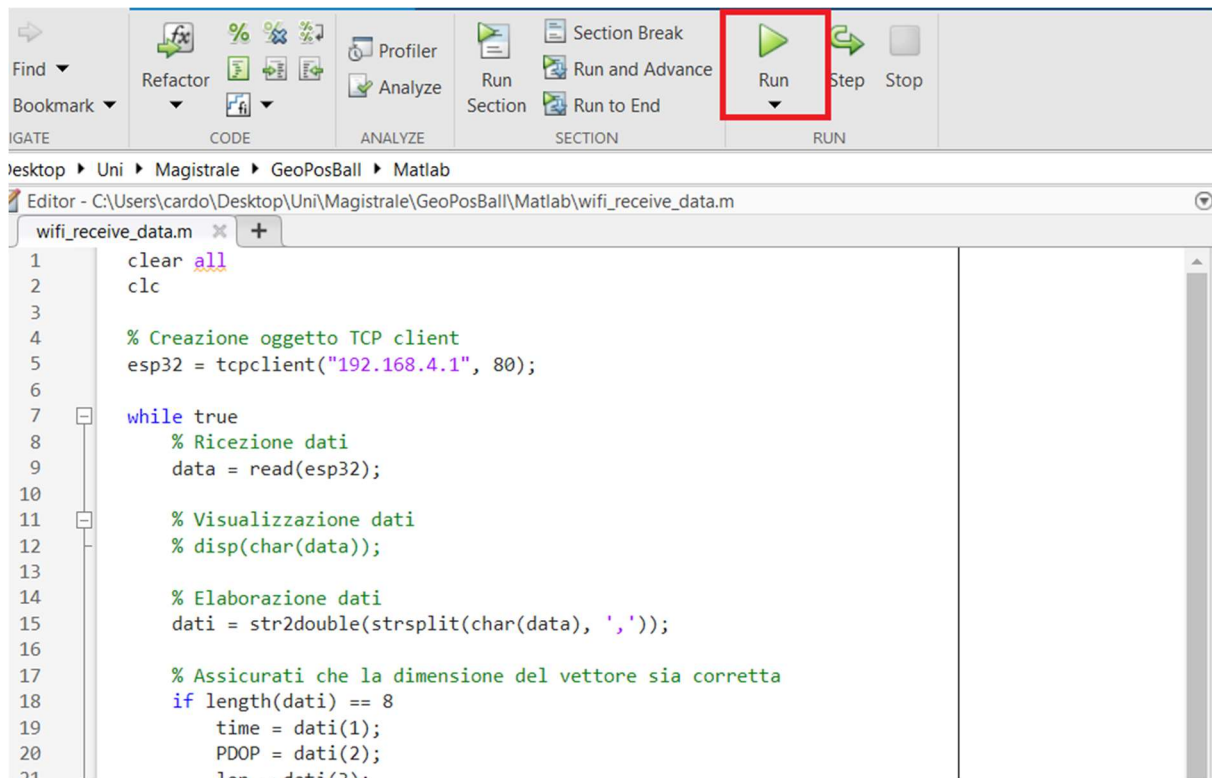 Find
Bookmark
IGATE
Refactor
CODE
Profiler
Analyze
ANALYZE
Run
Section
Section Break
Run and Advance
Run to End
SECTION
Run
Step
Stop
RUN
Desktop Uni Magistrale GeoPosBall Matlab
Editor - C:\Users\cardo\Desktop\Uni\Magistrale\GeoPosBall\Matlab\wifi_receive_data.m
wifi_receive_data.m
1 clear all
2 clc
3
4 % Creazione oggetto TCP client
5 esp32 = tcpclient("192.168.4.1", 80);
6
7 while true
8 % Ricezione dati
9 data = read(esp32);
10
11 % Visualizzazione dati
12 % disp(char(data));
13
14 % Elaborazione dati
15 dati = str2double(strsplit(char(data), ','));
16
17 % Assicurati che la dimensione del vettore sia corretta
18 if length(dati) == 8
19 time = dati(1);
20 PDOP = dati(2);